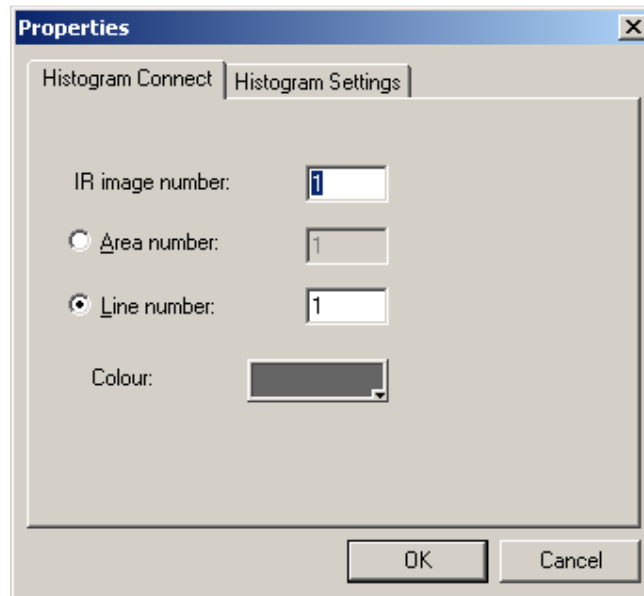 Properties
Histogram Connect Histogram Settings
IR image number: 1
Area number: 1
Line number: 1
Colour:
OK Cancel